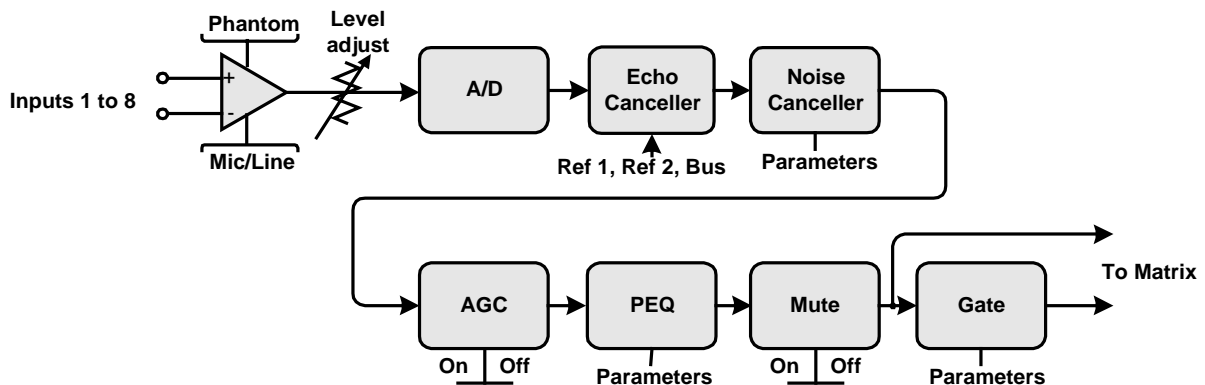 Phantom
Level
adjust
Inputs 1 to 8
+
-
Mic/Line
A/D
Echo
Canceller
Noise
Canceller
Ref 1, Ref 2, Bus
Parameters
AGC
PEQ
Mute
Gate
To Matrix
On Off
Parameters
On Off
Parameters